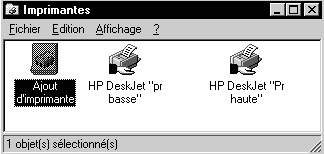 Imprimantes
Fichier Edition Affichage ?
Ajout d'imprimante
HP DeskJet "pr basse"
HP DeskJet "Pr haute"
1 objet(s) sélectionné(s)